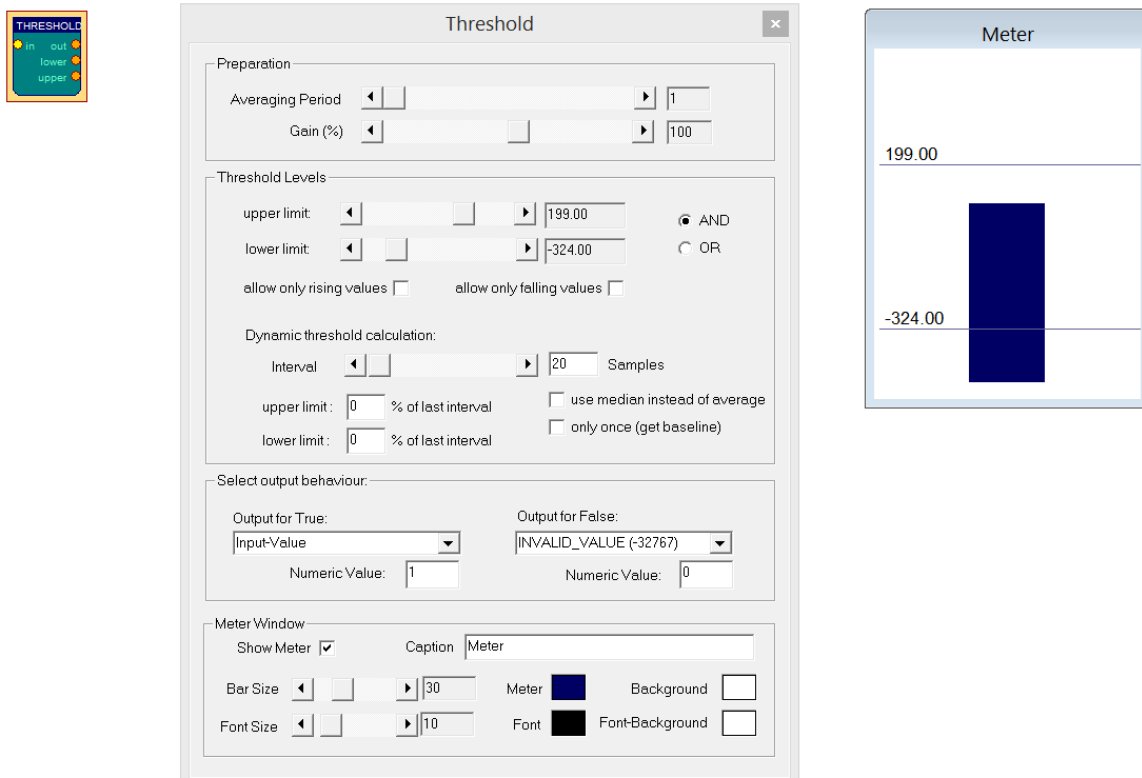 THRESHOLD
in out
lower
upper
Threshold
Preparation
Averaging Period 1
Gain (%) 100
Threshold Levels
upper limit: 199.00
AND
lower limit: -324.00
OR
allow only rising values allow only falling values
Dynamic threshold calculation:
Interval 20 Samples
upper limit : 0 % of last interval
use median instead of average
lower limit : 0 % of last interval
only once (get baseline)
Select output behaviour:
Output for True: Output for False:
Input-Value INVALID_VALUE (-32767)
Numeric Value: 1 Numeric Value: 0
Meter Window
Show Meter Caption Meter
Bar Size 30 Meter Background
Font Size 10 Font Font-Background
Meter
199.00
-324.00